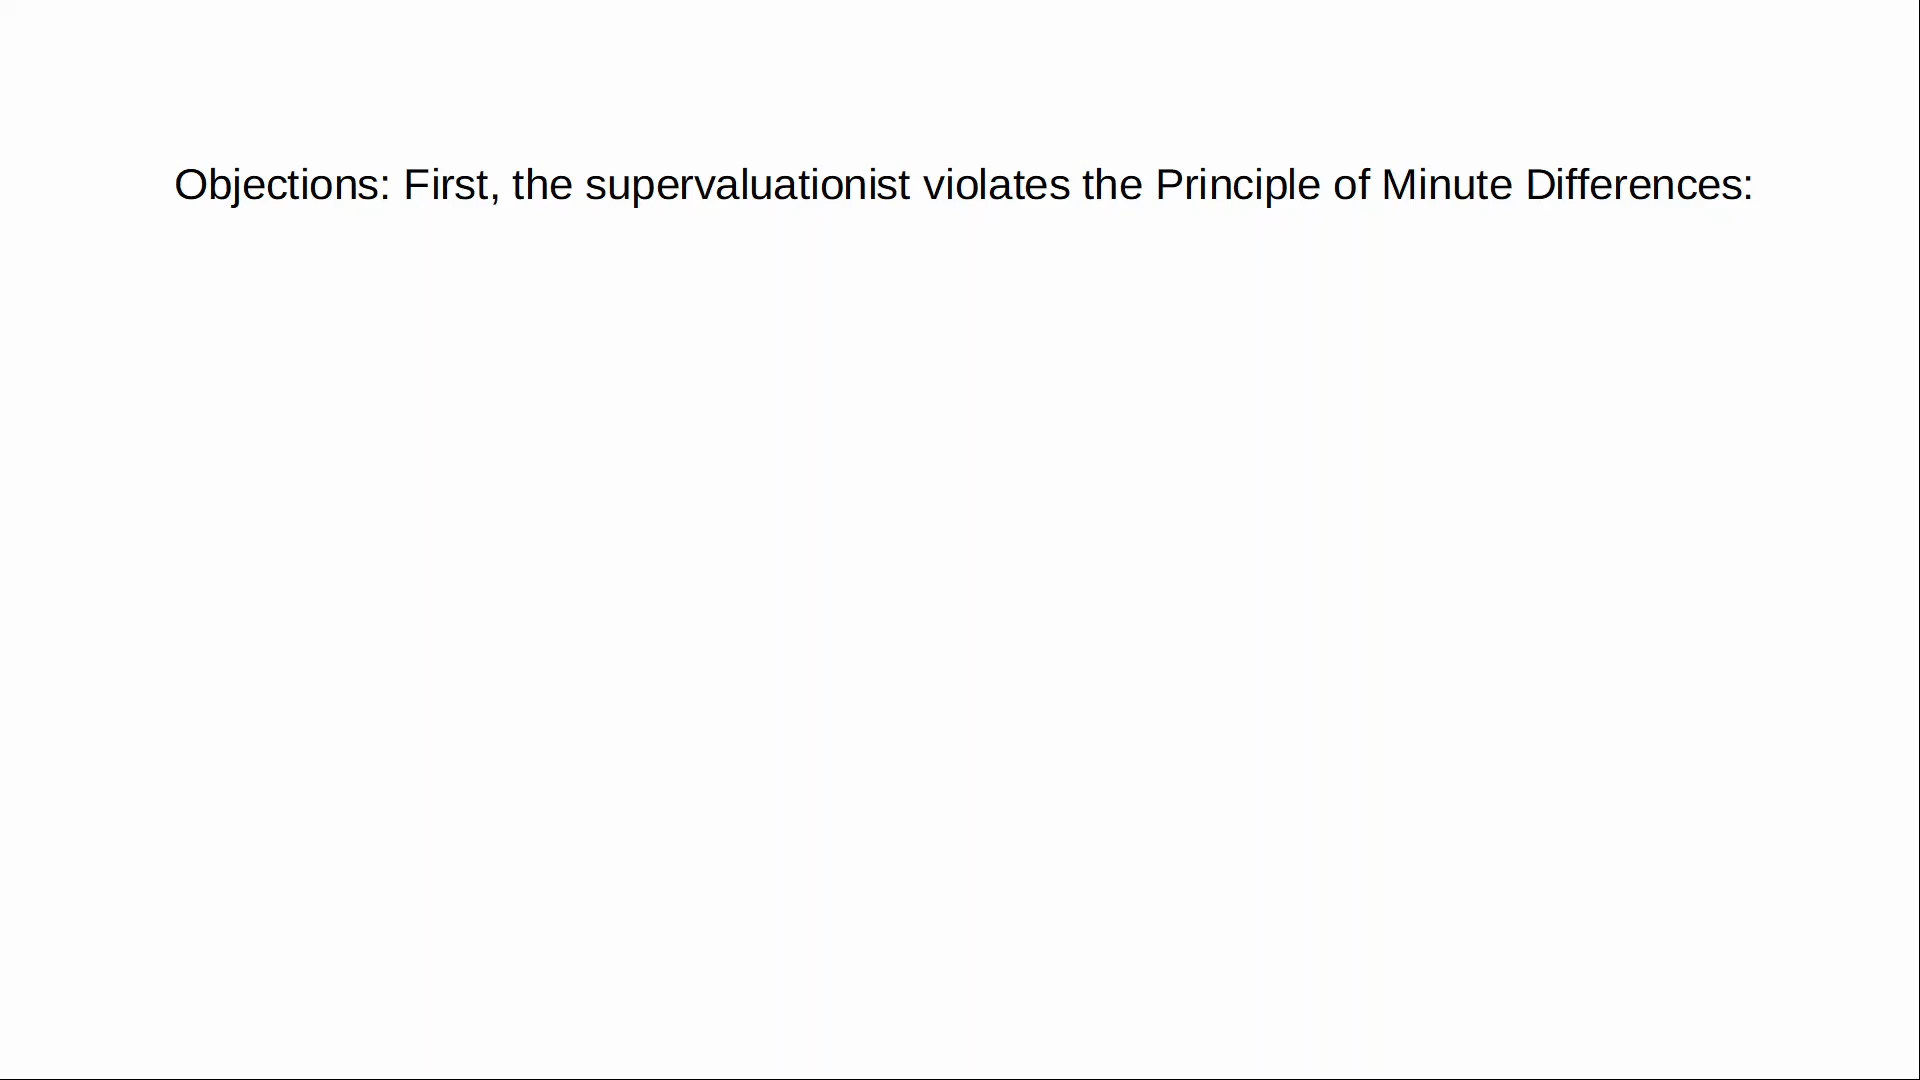 Objections: First, the supervaluationist violates the Principle of Minute Differences: